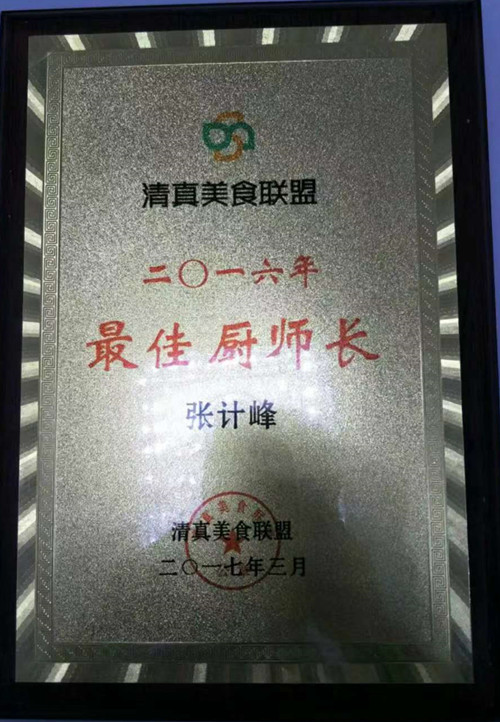 清真美食联盟
二〇一六年
最佳厨师长
张计峰
清真美食联盟
二〇一七年三月